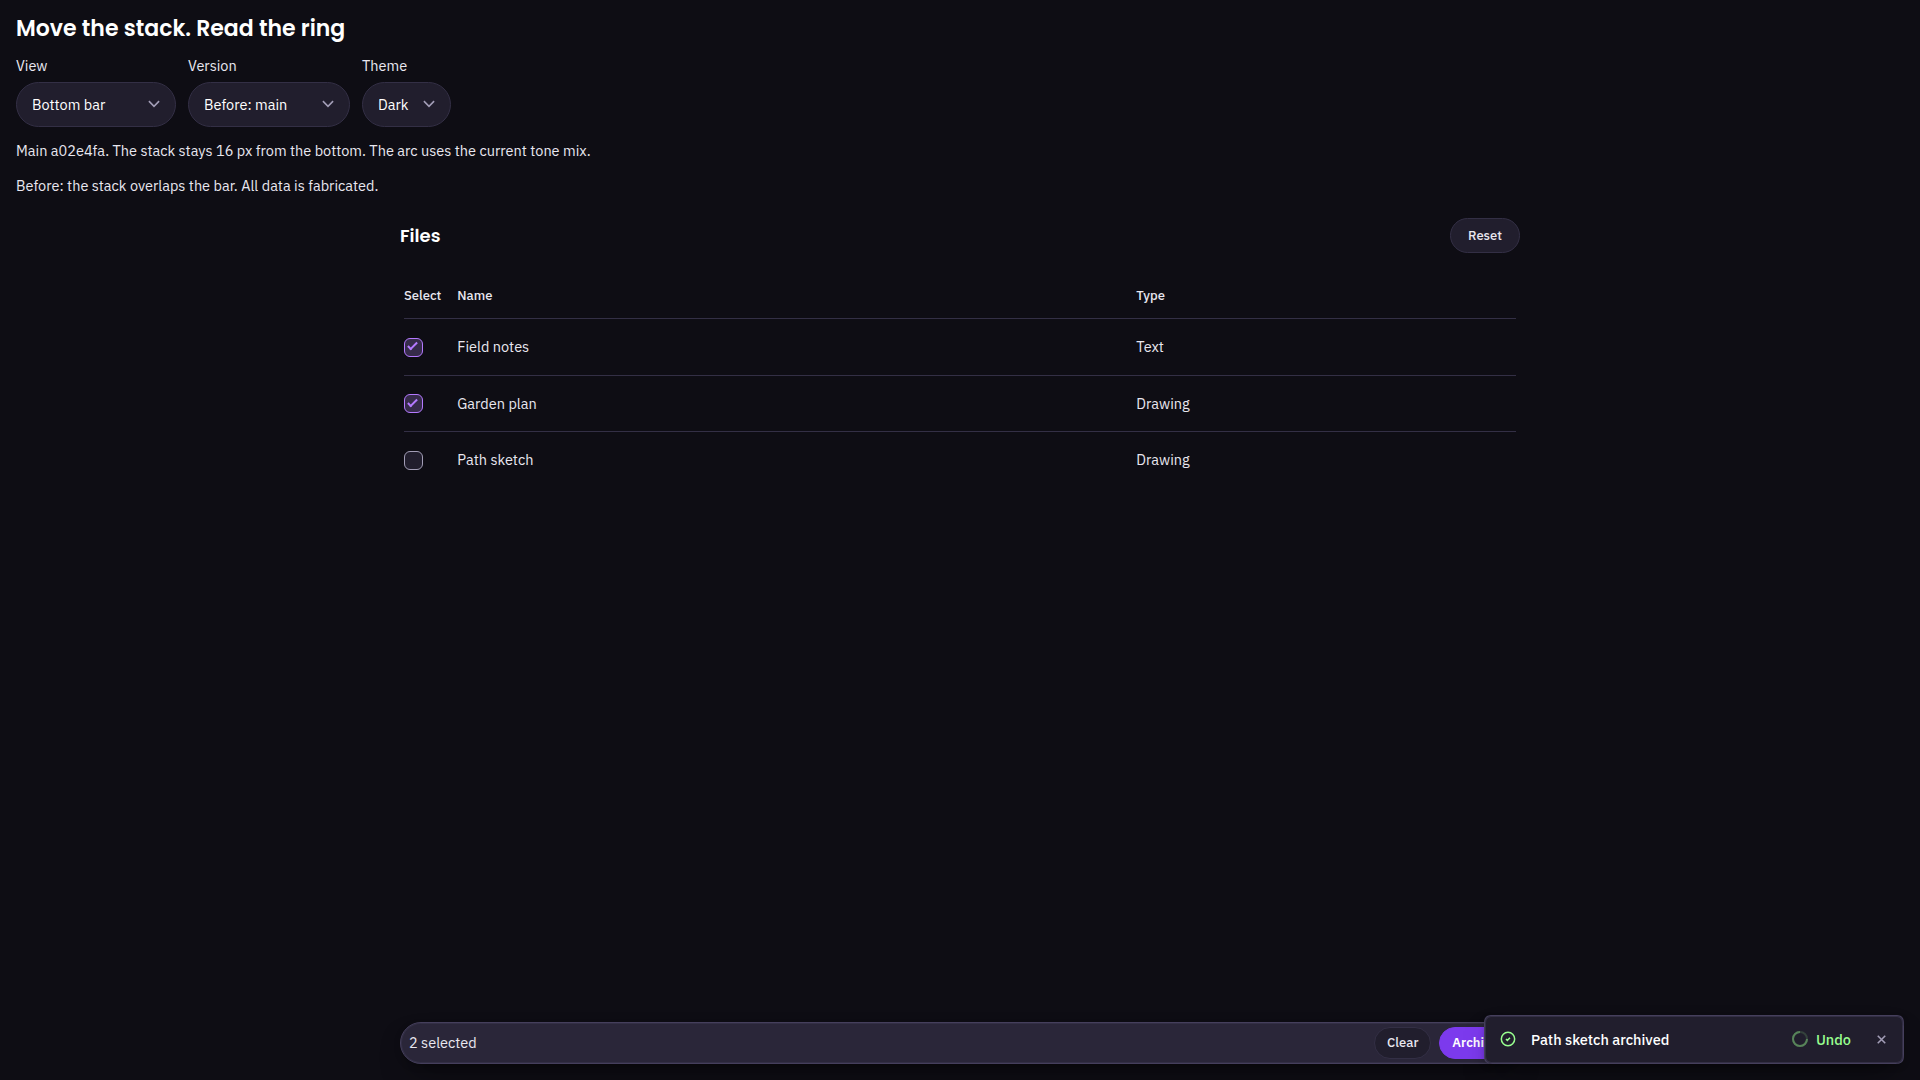 Move the stack. Read the ring
View Version Theme
Bottom bar Before: main Dark
Main a02e4fa. The stack stays 16 px from the bottom. The arc uses the current tone mix.
Before: the stack overlaps the bar. All data is fabricated.
Files Reset
Select Name Type
Field notes Text
Garden plan Drawing
Path sketch Drawing
2 selected Clear Archi Path sketch archived Undo